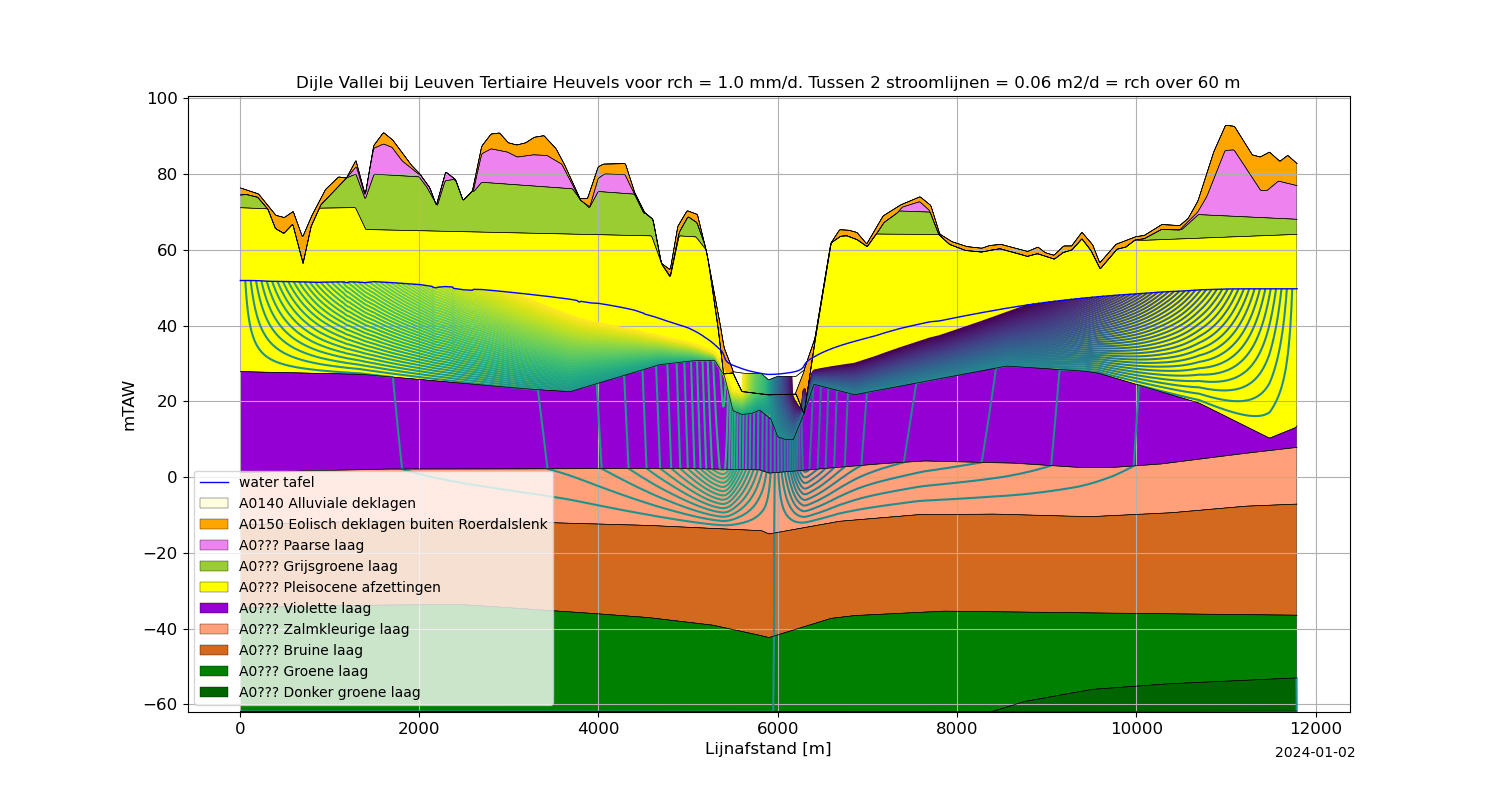 Dijle Vallei bij Leuven Tertiaire Heuvels voor rch = 1.0 mm/d. Tussen 2 stroomlijnen = 0.06 m2/d = rch over 60 m
100
80
60
40
20
0
−20
−40
−60
mTAW
water tafel
A0140 Alluviale deklagen
A0150 Eolisch deklagen buiten Roerdalslenk
A0??? Paarse laag
A0??? Grijsgroene laag
A0??? Pleisocene afzettingen
A0??? Violette laag
A0??? Zalmkleurige laag
A0??? Bruine laag
A0??? Groene laag
A0??? Donker groene laag
0 2000 4000 6000 8000 10000 12000
Lijnafstand [m]
2024-01-02